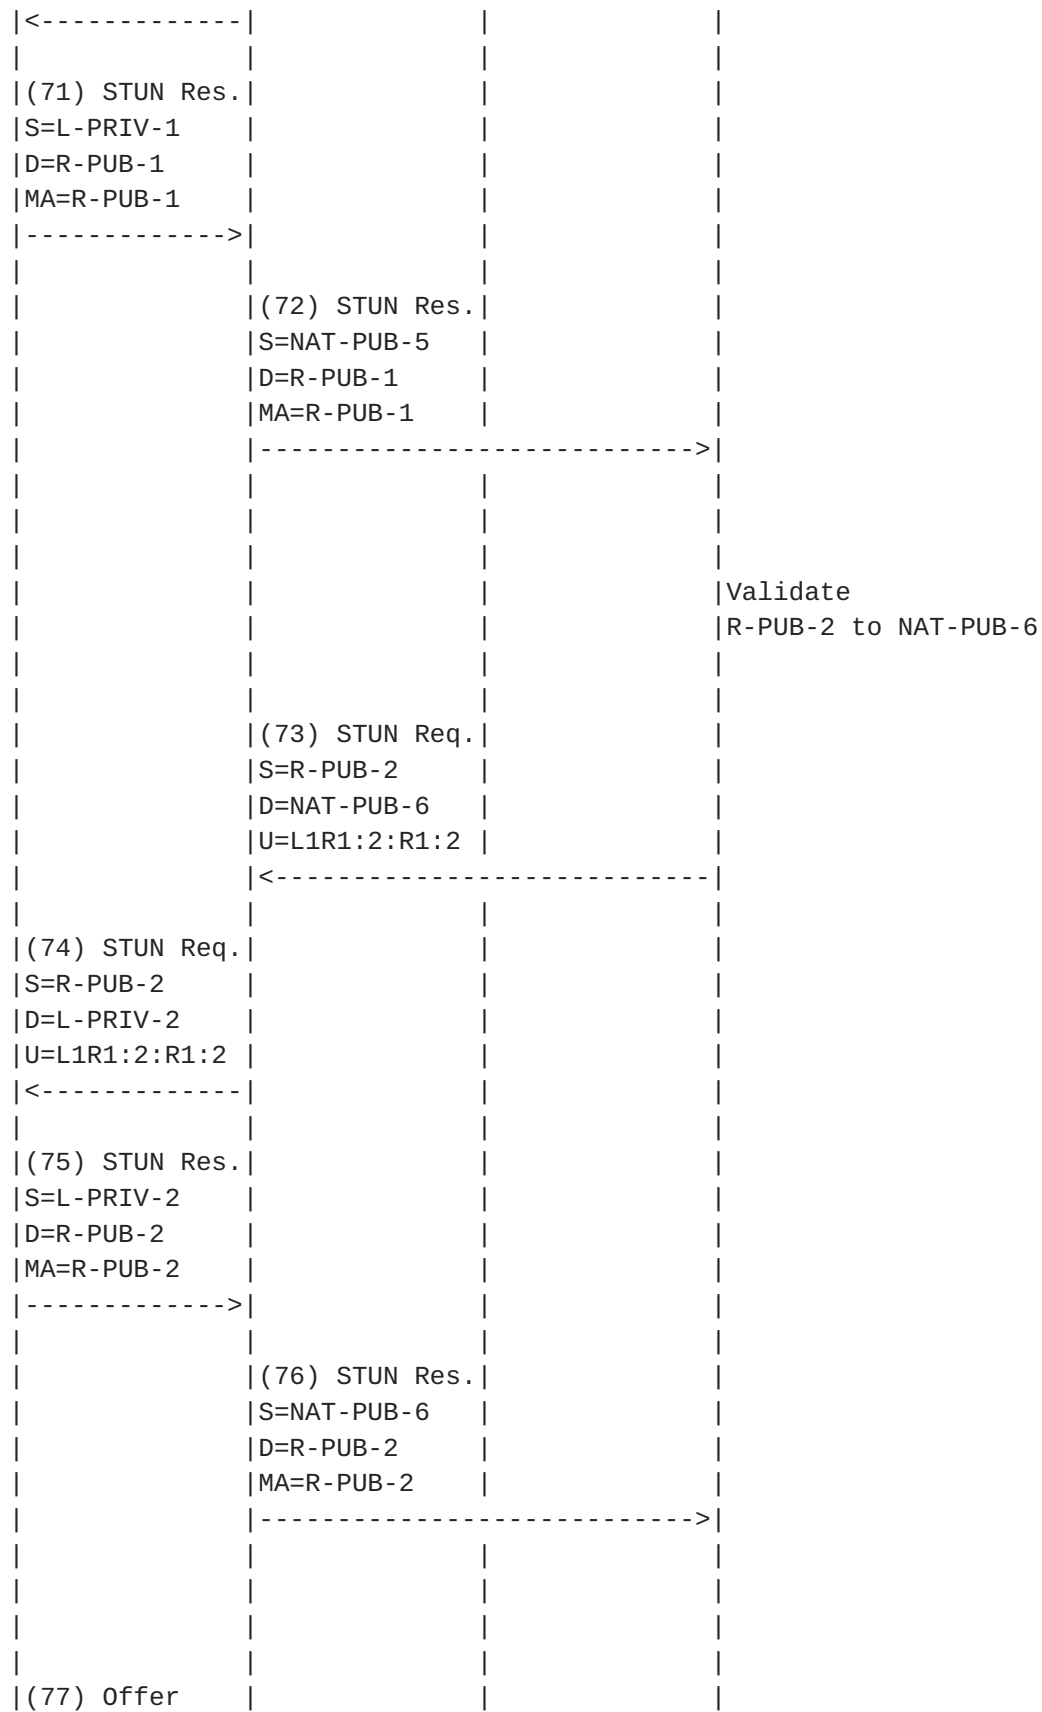 |<-------------|              |              |
|             |              |              |
|(71) STUN Res.|              |              |
|S=L-PRIV-1    |              |              |
|D=R-PUB-1     |              |              |
|MA=R-PUB-1    |              |              |
|------------->|              |              |
|              |              |              |
|              |(72) STUN Res.|              |
|              |S=NAT-PUB-5   |              |
|              |D=R-PUB-1     |              |
|              |MA=R-PUB-1    |              |
|              |---------------------------->|
|              |              |              |
|              |              |              |
|              |              |              |
|              |              |              |Validate
|              |              |              |R-PUB-2 to NAT-PUB-6
|              |              |              |
|              |              |              |
|              |(73) STUN Req.|              |
|              |S=R-PUB-2     |              |
|              |D=NAT-PUB-6   |              |
|              |U=L1R1:2:R1:2 |              |
|              |<----------------------------|
|              |              |              |
|(74) STUN Req.|              |              |
|S=R-PUB-2     |              |              |
|D=L-PRIV-2    |              |              |
|U=L1R1:2:R1:2 |              |              |
|<-------------|              |              |
|              |              |              |
|(75) STUN Res.|              |              |
|S=L-PRIV-2    |              |              |
|D=R-PUB-2     |              |              |
|MA=R-PUB-2    |              |              |
|------------->|              |              |
|              |              |              |
|              |(76) STUN Res.|              |
|              |S=NAT-PUB-6   |              |
|              |D=R-PUB-2     |              |
|              |MA=R-PUB-2    |              |
|              |---------------------------->|
|              |              |              |
|              |              |              |
|              |              |              |
|              |              |              |
|(77) Offer    |              |              |